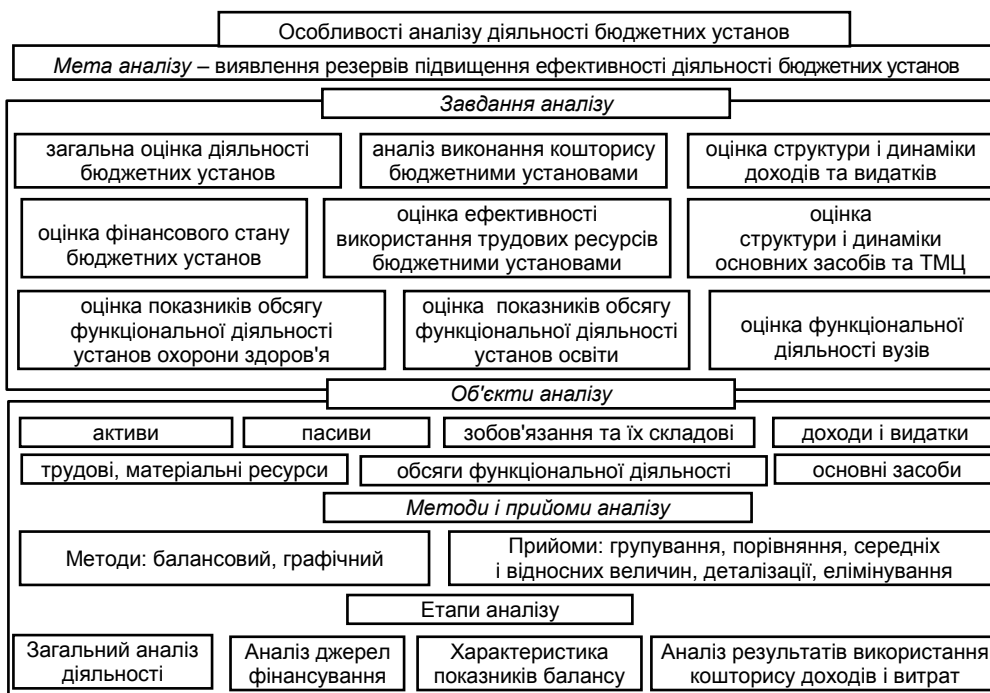 Особливості аналізу діяльності бюджетних установ
Мета аналізу – виявлення резервів підвищення ефективності діяльності бюджетних установ
Завдання аналізу
загальна оцінка діяльності
бюджетних установ
аналіз виконання кошторису
бюджетними установами
оцінка структури і динаміки
доходів та видатків
оцінка фінансового стану
бюджетних установ
оцінка ефективності
використання трудових ресурсів
бюджетними установами
оцінка
структури і динаміки
основних засобів та ТМЦ
оцінка показників обсягу
функціональної діяльності
установ охорони здоров'я
оцінка показників обсягу
функціональної діяльності
установ освіти
оцінка функціональної
діяльності вузів
Об'єкти аналізу
активи
пасиви
зобов'язання та їх складові
доходи і видатки
трудові, матеріальні ресурси
обсяги функціональної діяльності
основні засоби
Методи і прийоми аналізу
Методи: балансовий, графічний
Прийоми: групування, порівняння, середніх
і відносних величин, деталізації, елімінування
Етапи аналізу
Загальний аналіз
діяльності
Аналіз джерел
фінансування
Характеристика
показників балансу
Аналіз результатів використання
кошторису доходів і витрат